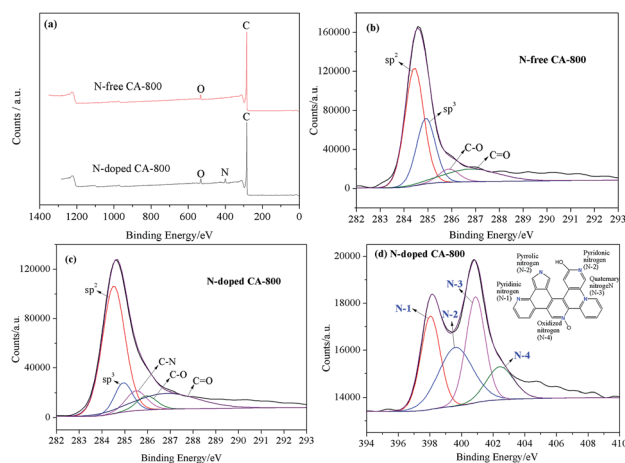 (a)
C
N-free CA-800
O
C
N-doped CA-800
O
N
Counts / a.u.
1400 1200 1000 800 600 400 200 0
Binding Energy/eV
(b)
N-free CA-800
sp2
sp3
C-O
C=O
Counts/a.u.
160000
120000
80000
40000
0
282 283 284 285 286 287 288 289 290 291 292 293
Binding Energy/eV
(c)
N-doped CA-800
sp2
sp3
C-N
C-O
C=O
Counts/a.u.
120000
80000
40000
0
282 283 284 285 286 287 288 289 290 291 292 293
Binding Energy/eV
(d) N-doped CA-800
Pyrrolic
nitrogen
(N-2)
Pyridonic
nitrogen
(N-2)
HO
N
Pyridinic
nitrogen
(N-1)
Quaternary
nitrogeN
(N-3)
Oxidized
nitrogen
(N-4)
O
N-1
N-2
N-3
N-4
Counts/a.u.
20000
18000
16000
14000
394 396 398 400 402 404 406 408 410
Binding Energy/eV